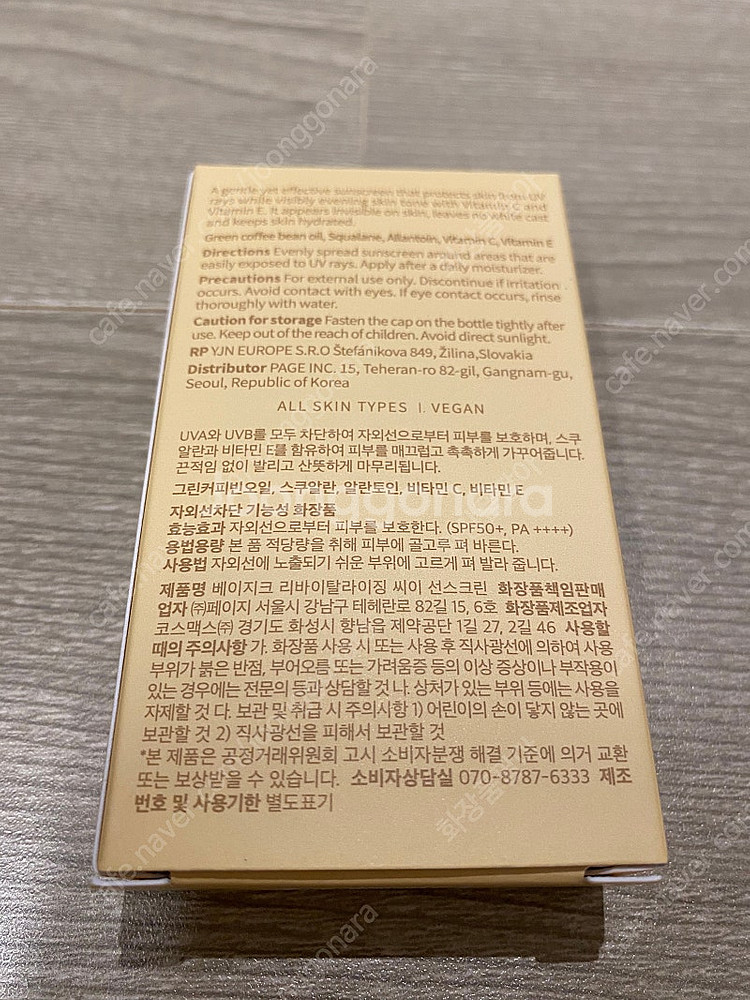 A gentle yet effective sunscreen that protects skin from UV
rays while visibly evening skin tone with Vitamin C and
Vitamin E. It appears invisible on skin, leaves no white cast
and keeps skin hydrated.
Green coffee bean oil, Squalane, Allantoin, Vitamin C, Vitamin E
Directions Evenly spread sunscreen around areas that are
easily exposed to UV rays. Apply after a daily moisturizer.
Precautions For external use only. Discontinue if irritation
occurs. Avoid contact with eyes. If eye contact occurs, rinse
thoroughly with water.
Caution for storage Fasten the cap on the bottle tightly after
use. Keep out of the reach of children. Avoid direct sunlight.
RP YJN EUROPE S.R.O Štefánikova 849, Žilina,Slovakia
Distributor PAGE INC. 15, Teheran-ro 82-gil, Gangnam-gu,
Seoul, Republic of Korea
ALL SKIN TYPES I. VEGAN
UVA와 UVB를 모두 차단하여 자외선으로부터 피부를 보호하며, 스쿠
알란과 비타민 E를 함유하여 피부를 매끄럽고 촉촉하게 가꾸어줍니다.
끈적임 없이 발리고 산뜻하게 마무리됩니다.
그린커피빈오일, 스쿠알란, 알란토인, 비타민 C, 비타민 E
자외선차단 기능성 화장품
효능효과 자외선으로부터 피부를 보호한다. (SPF50+, PA ++++)
용법용량 본 품 적당량을 취해 피부에 골고루 펴 바른다.
사용법 자외선에 노출되기 쉬운 부위에 고르게 펴 발라 줍니다.
제품명 베이지크 리바이탈라이징 씨이 선스크린 화장품책임판매
업자 ㈜페이지 서울시 강남구 테헤란로 82길 15, 6호 화장품제조업자
코스맥스㈜ 경기도 화성시 향남읍 제약공단 1길 27, 2길 46 사용할
때의 주의사항 가. 화장품 사용 시 또는 사용 후 직사광선에 의하여 사용
부위가 붉은 반점, 부어오름 또는 가려움증 등의 이상 증상이나 부작용이
있는 경우에는 전문의 등과 상담할 것 나. 상처가 있는 부위 등에는 사용을
자제할 것 다. 보관 및 취급 시 주의사항 1) 어린이의 손이 닿지 않는 곳에
보관할 것 2) 직사광선을 피해서 보관할 것
*본 제품은 공정거래위원회 고시 소비자분쟁 해결 기준에 의거 교환
또는 보상받을 수 있습니다. 소비자상담실 070-8787-6333 제조
번호 및 사용기한 별도표기
joonggonara
cafe.naver.com/joonggonara